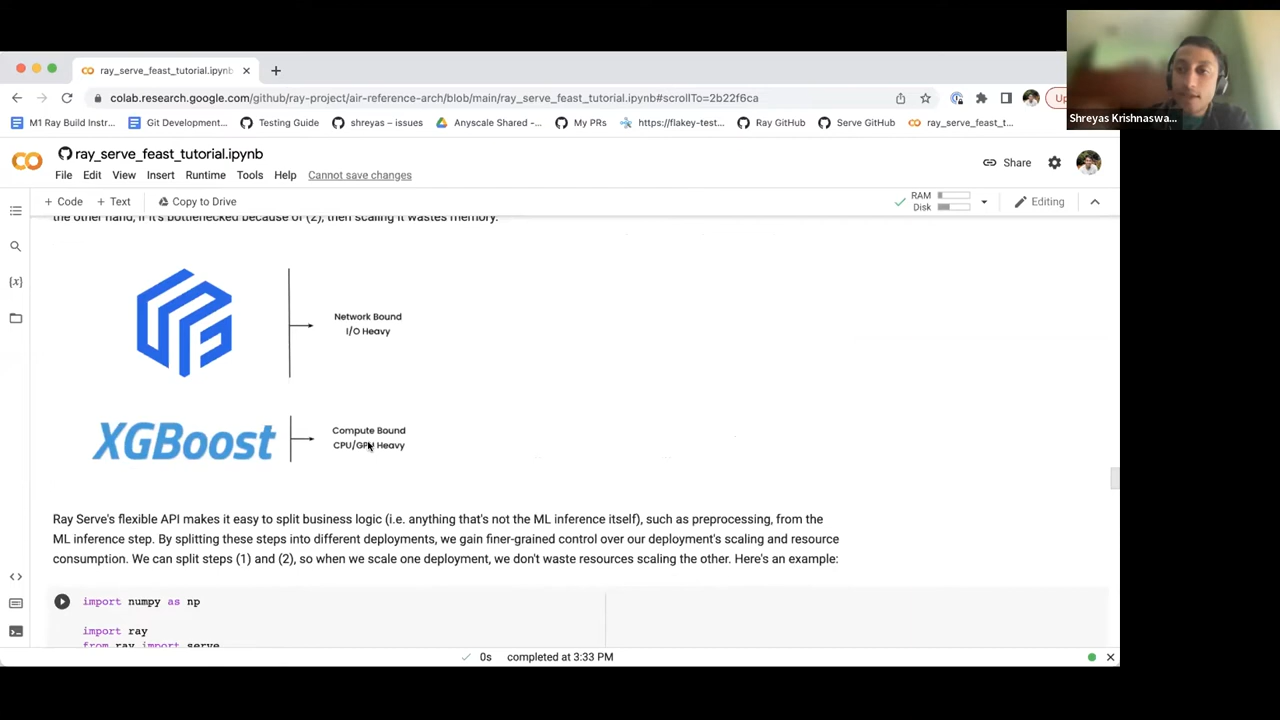 ray_serve_feast_tutorial.ipynb
colab.research.google.com/github/ray-project/air-reference-arch/blob/main/ray_serve_feast_tutorial.ipynb#scrollTo=2b22f6ca
Up
Shreyas Krishnaswa...
M1 Ray Build Instr...
Git Development...
Testing Guide
shreyas – issues
Anyscale Shared -...
My PRs
https://flakey-test...
Ray GitHub
Serve GitHub
ray_serve_feast_t...
ray_serve_feast_tutorial.ipynb
Share
File Edit View Insert Runtime Tools Help Cannot save changes
+ Code + Text Copy to Drive
RAM
Disk
Editing
the other hand, if it's bottlenecked because of (2), then scaling it wastes memory.
{x}
Network Bound
I/O Heavy
XGBoost
Compute Bound
CPU/GPU Heavy
Ray Serve's flexible API makes it easy to split business logic (i.e. anything that's not the ML inference itself), such as preprocessing, from the
ML inference step. By splitting these steps into different deployments, we gain finer-grained control over our deployment's scaling and resource
consumption. We can split steps (1) and (2), so when we scale one deployment, we don't waste resources scaling the other. Here's an example:
import numpy as np
import ray
from ray import serve
0s completed at 3:33 PM